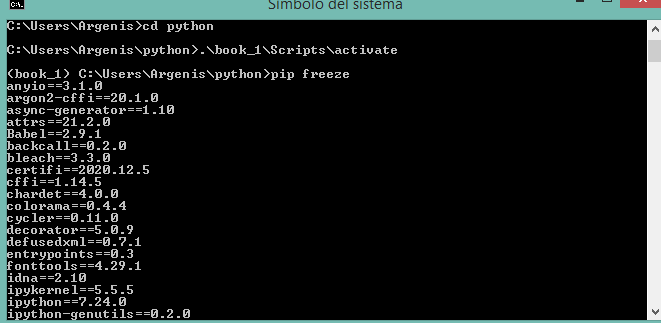 Símbolo del sistema
C:\Users\Argenis>cd python
C:\Users\Argenis\python>.\book_1\Scripts\activate
(book_1) C:\Users\Argenis\python>pip freeze
anyio==3.1.0
argon2-cffi==20.1.0
async-generator==1.10
attrs==21.2.0
Babel==2.9.1
backcall==0.2.0
bleach==3.3.0
certifi==2020.12.5
cffi==1.14.5
chardet==4.0.0
colorama==0.4.4
cycler==0.11.0
decorator==5.0.9
defusedxml==0.7.1
entrypoints==0.3
fonttools==4.29.1
idna==2.10
ipykernel==5.5.5
ipython==7.24.0
ipython-genutils==0.2.0